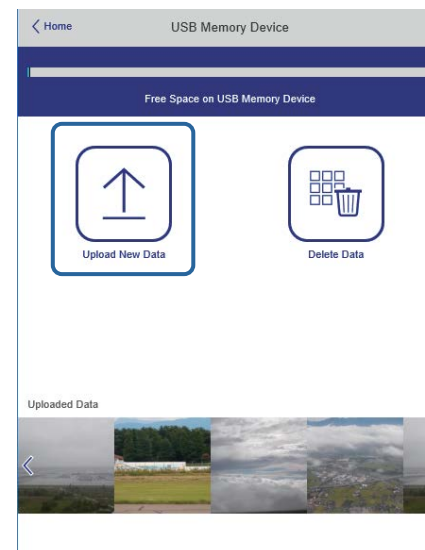 Home
USB Memory Device
Free Space on USB Memory Device
Upload New Data
Delete Data
Uploaded Data